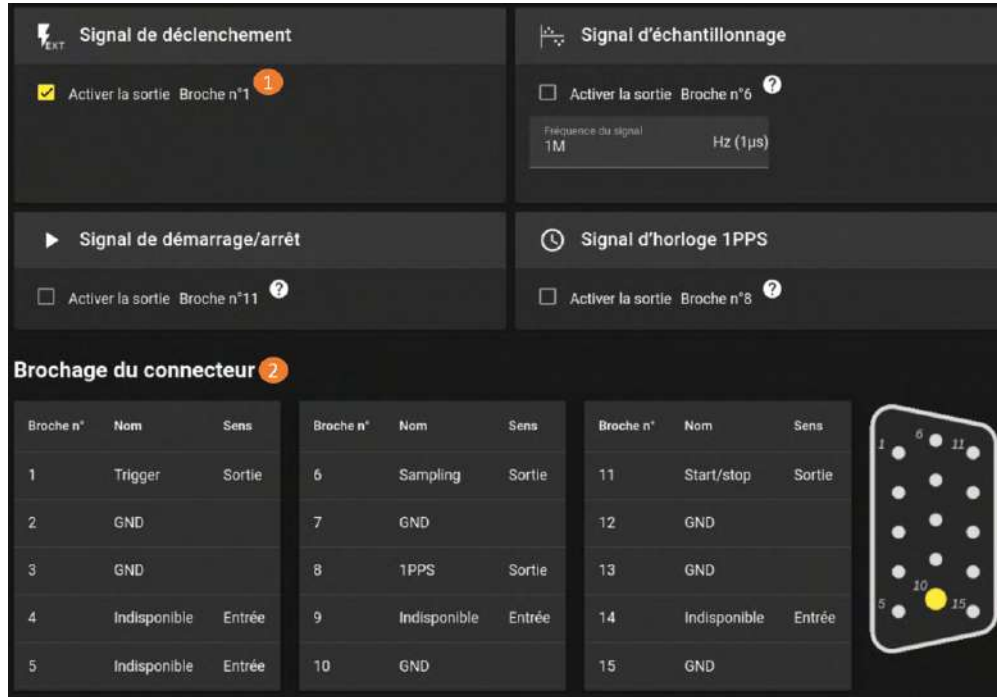 EXT Signal de déclenchement
Activer la sortie Broche n°1 1
Signal d'échantillonnage
Activer la sortie Broche n°6 ?
Fréquence du signal
1M Hz (1µs)
Signal de démarrage/arrêt
Activer la sortie Broche n°11 ?
Signal d'horloge 1PPS
Activer la sortie Broche n°8 ?
Brochage du connecteur 2
Broche n° Nom Sens
1 Trigger Sortie
2 GND
3 GND
4 Indisponible Entrée
5 Indisponible Entrée
Broche n° Nom Sens
6 Sampling Sortie
7 GND
8 1PPS Sortie
9 Indisponible Entrée
10 GND
Broche n° Nom Sens
11 Start/stop Sortie
12 GND
13 GND
14 Indisponible Entrée
15 GND
1 6 11
10
5 15